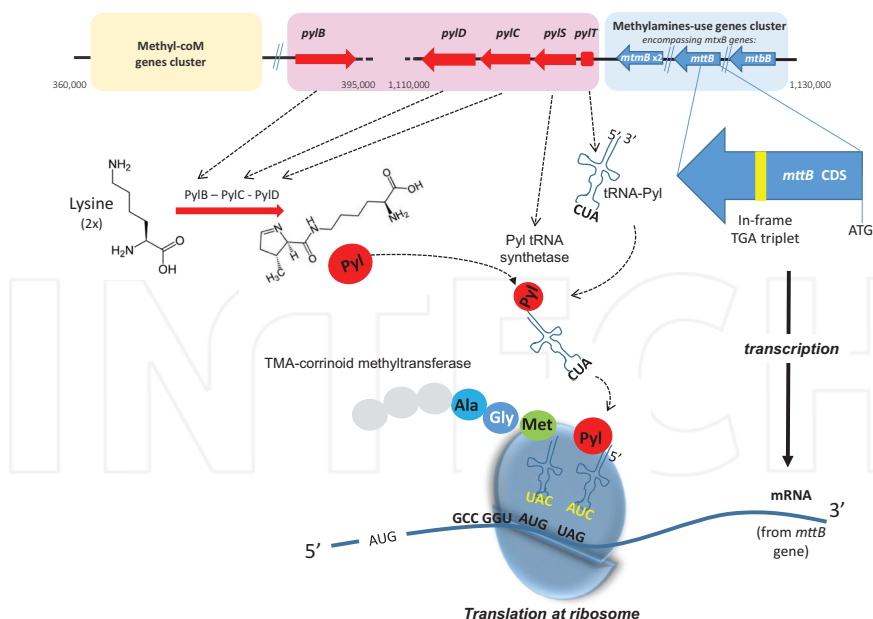 Methyl-coM
genes cluster
pylB
pylD
pylC
pylS
pylT
Methylamines-use genes cluster
encompassing mtxB genes:
mtmB x2
mttB
mtbB
360,000
395,000
1,110,000
1,130,000
5' 3'
tRNA-Pyl
CUA
mttB CDS
In-frame
TGA triplet
ATG
NH2
Lysine
(2x)
H2N
O
OH
PylB – PylC - PylD
O
OH
NH2
H
N
O
N
H
H3C
Pyl
Pyl tRNA
synthetase
Pyl
CUA
transcription
TMA-corrinoid methyltransferase
Ala
Gly
Met
Pyl
5'
UAC
AUC
mRNA
3'
(from mttB
gene)
GCC GGU AUG UAG
AUG
5'
Translation at ribosome
INTECH